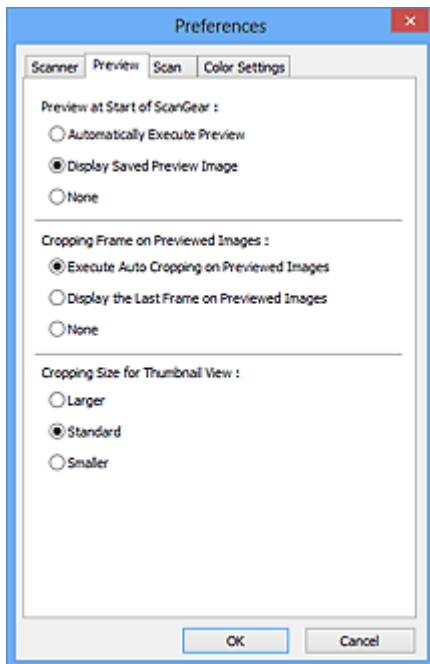 Preferences
Scanner Preview Scan Color Settings
Preview at Start of ScanGear :
Automatically Execute Preview
Display Saved Preview Image
None
Cropping Frame on Previewed Images :
Execute Auto Cropping on Previewed Images
Display the Last Frame on Previewed Images
None
Cropping Size for Thumbnail View :
Larger
Standard
Smaller
OK Cancel